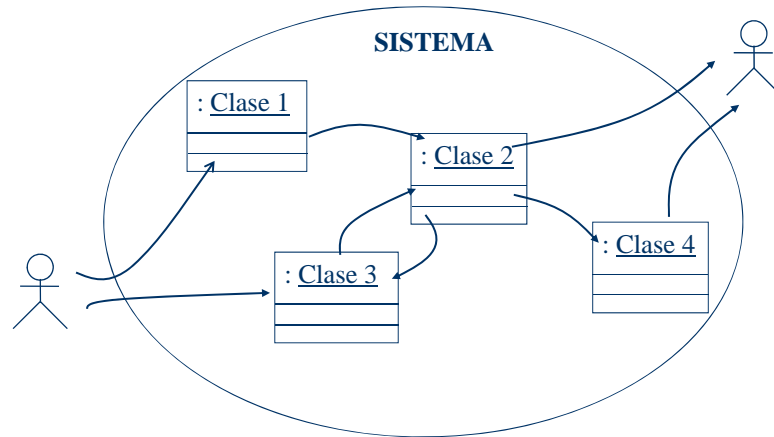 SISTEMA
: Clase 1
: Clase 2
: Clase 3
: Clase 4